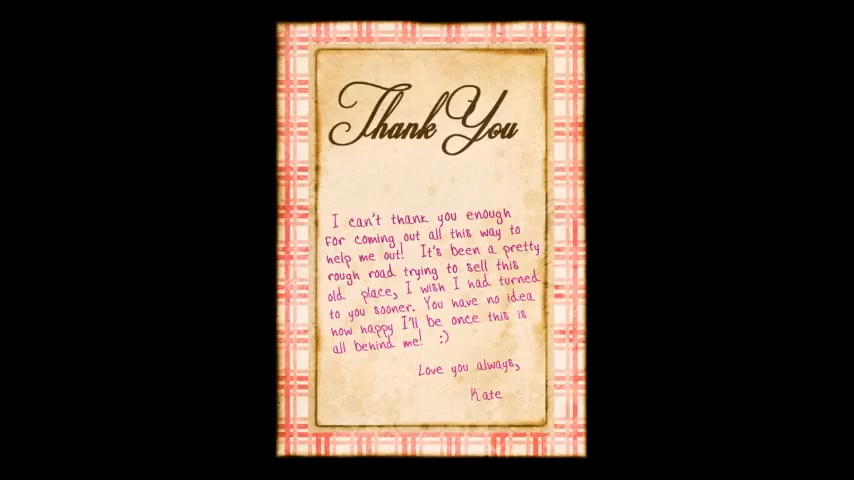 Thank You
I can't thank you enough
for coming out all this way to
help me out! It's been a pretty
rough road trying to sell this
old place, I wish I had turned
to you sooner. You have no idea
how happy I'll be once this is
all behind me! :)
Love you always,
Kate